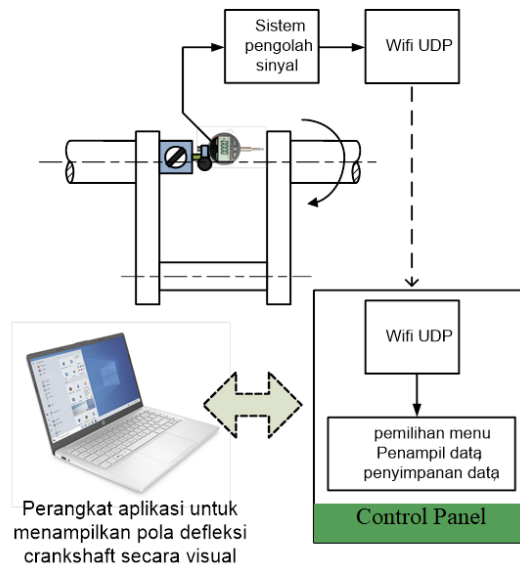 Sistem
pengolah
sinyal
Wifi UDP
Wifi UDP
pemilihan menu
Penampil data,
penyimpanan data,
Control Panel
Perangkat aplikasi untuk
menampilkan pola defleksi
crankshaft secara visual